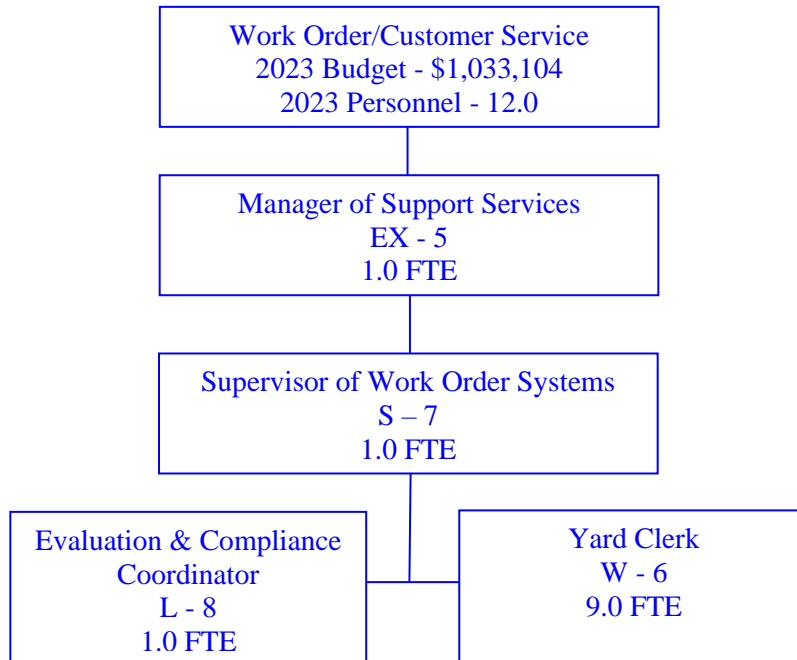 Work Order/Customer Service
2023 Budget - $1,033,104
2023 Personnel - 12.0
Manager of Support Services
EX - 5
1.0 FTE
Supervisor of Work Order Systems
S – 7
1.0 FTE
Evaluation & Compliance
Coordinator
L - 8
1.0 FTE
Yard Clerk
W - 6
9.0 FTE